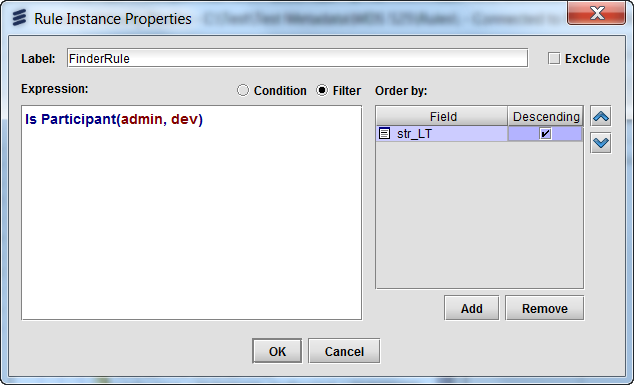 Rule Instance Properties
Label: FinderRule Exclude
Expression: Condition Filter Order by:
Is Participant(admin, dev)
Field Descending
str_LT
Add Remove
OK Cancel